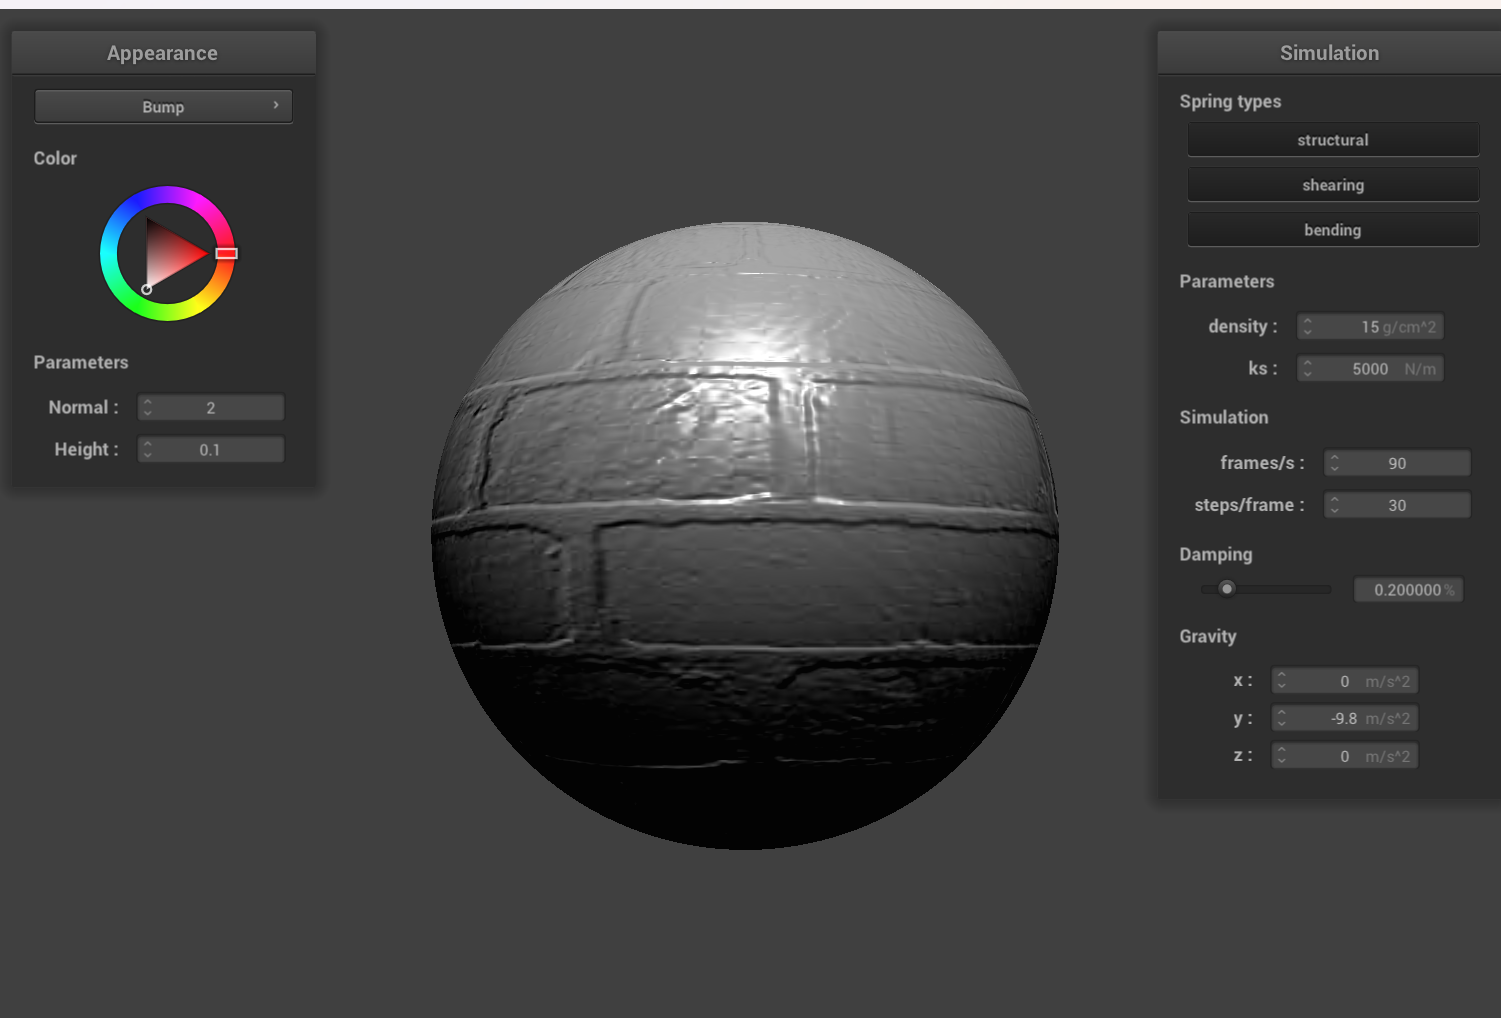 Appearance
Bump
Color
Parameters
Normal : 2
Height : 0.1
Simulation
Spring types
structural
shearing
bending
Parameters
density : 15 g/cm^2
ks : 5000 N/m
Simulation
frames/s : 90
steps/frame : 30
Damping
0.200000 %
Gravity
x : 0 m/s^2
y : -9.8 m/s^2
z : 0 m/s^2